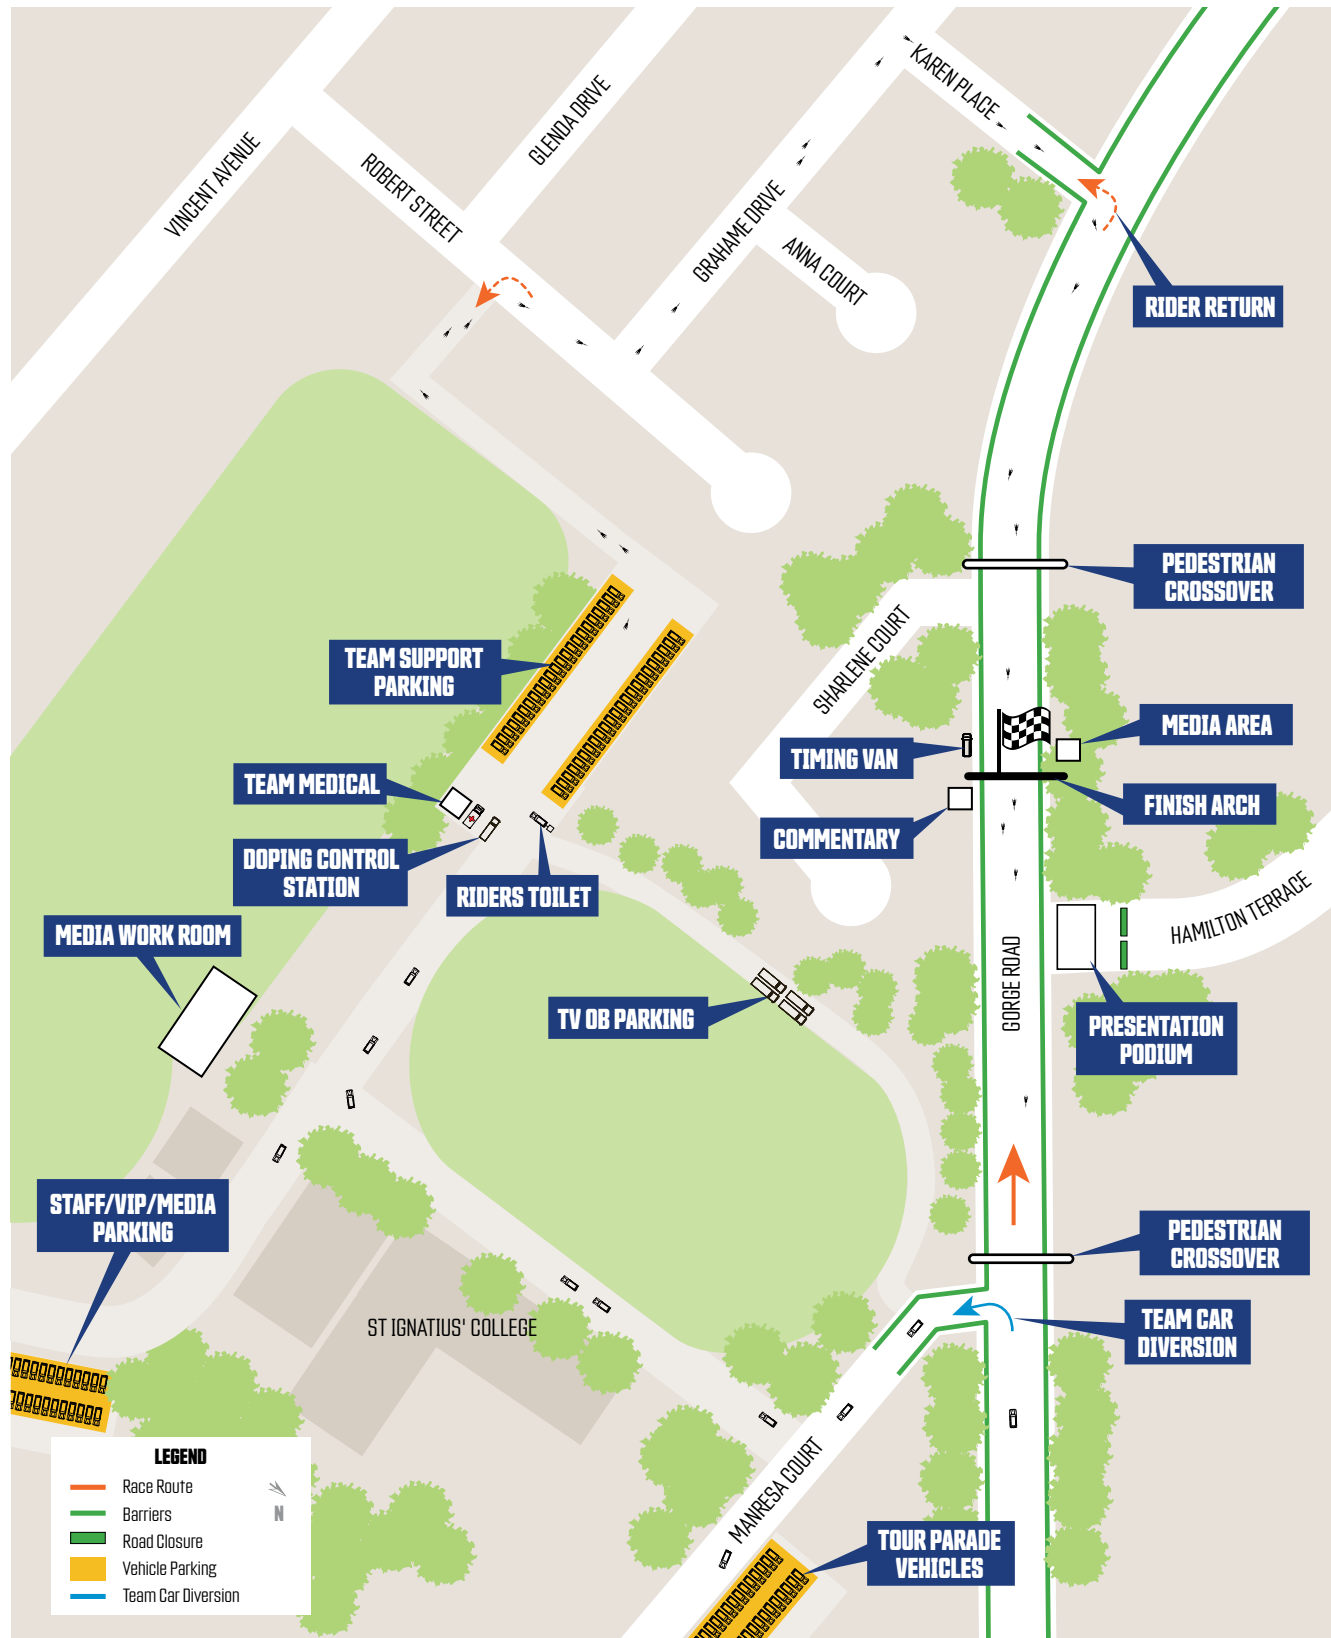 KAREN PLACE
GLENDA DRIVE
VINCENT AVENUE
ROBERT STREET
GRAHAME DRIVE
ANNA COURT
RIDER RETURN
PEDESTRIAN
CROSSOVER
SHARLENE COURT
TEAM SUPPORT
PARKING
MEDIA AREA
TIMING VAN
TEAM MEDICAL
FINISH ARCH
COMMENTARY
DOPING CONTROL
STATION
RIDERS TOILET
HAMILTON TERRACE
MEDIA WORK ROOM
GORGE ROAD
TV OB PARKING
PRESENTATION
PODIUM
STAFF/VIP/MEDIA
PARKING
PEDESTRIAN
CROSSOVER
ST IGNATIUS' COLLEGE
TEAM CAR
DIVERSION
MANRESA COURT
TOUR PARADE
VEHICLES
LEGEND
Race Route
Barriers
N
Road Closure
Vehicle Parking
Team Car Diversion